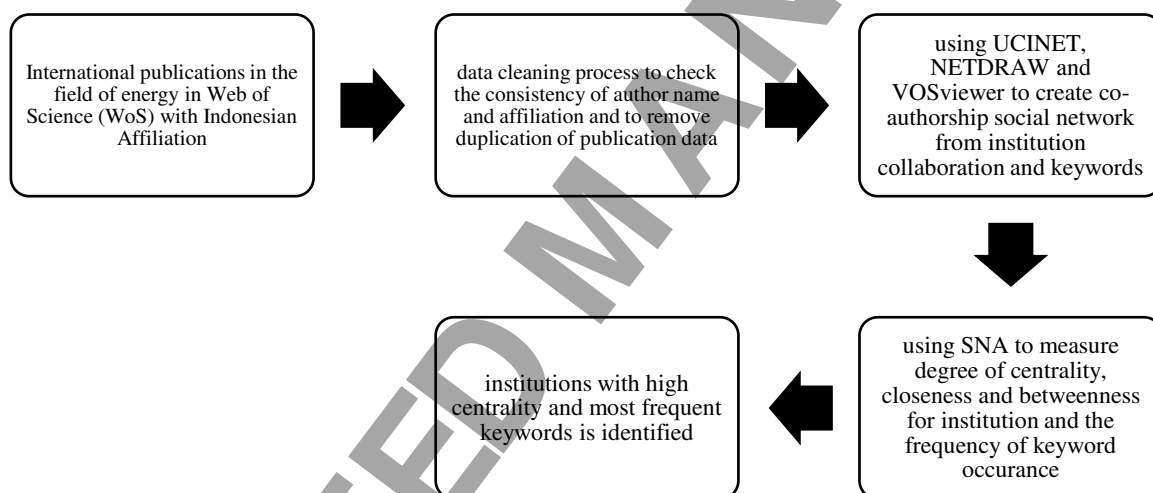 International publications in the
field of energy in Web of
Science (WoS) with Indonesian
Affiliation
data cleaning process to check
the consistency of author name
and affiliation and to remove
duplication of publication data
using UCINET,
NETDRAW and
VOSviewer to create co-
authorship social network
from institution
collaboration and keywords
using SNA to measure
degree of centrality,
closeness and betweenness
for institution and the
frequency of keyword
occurance
institutions with high
centrality and most frequent
keywords is identified
TED MAN